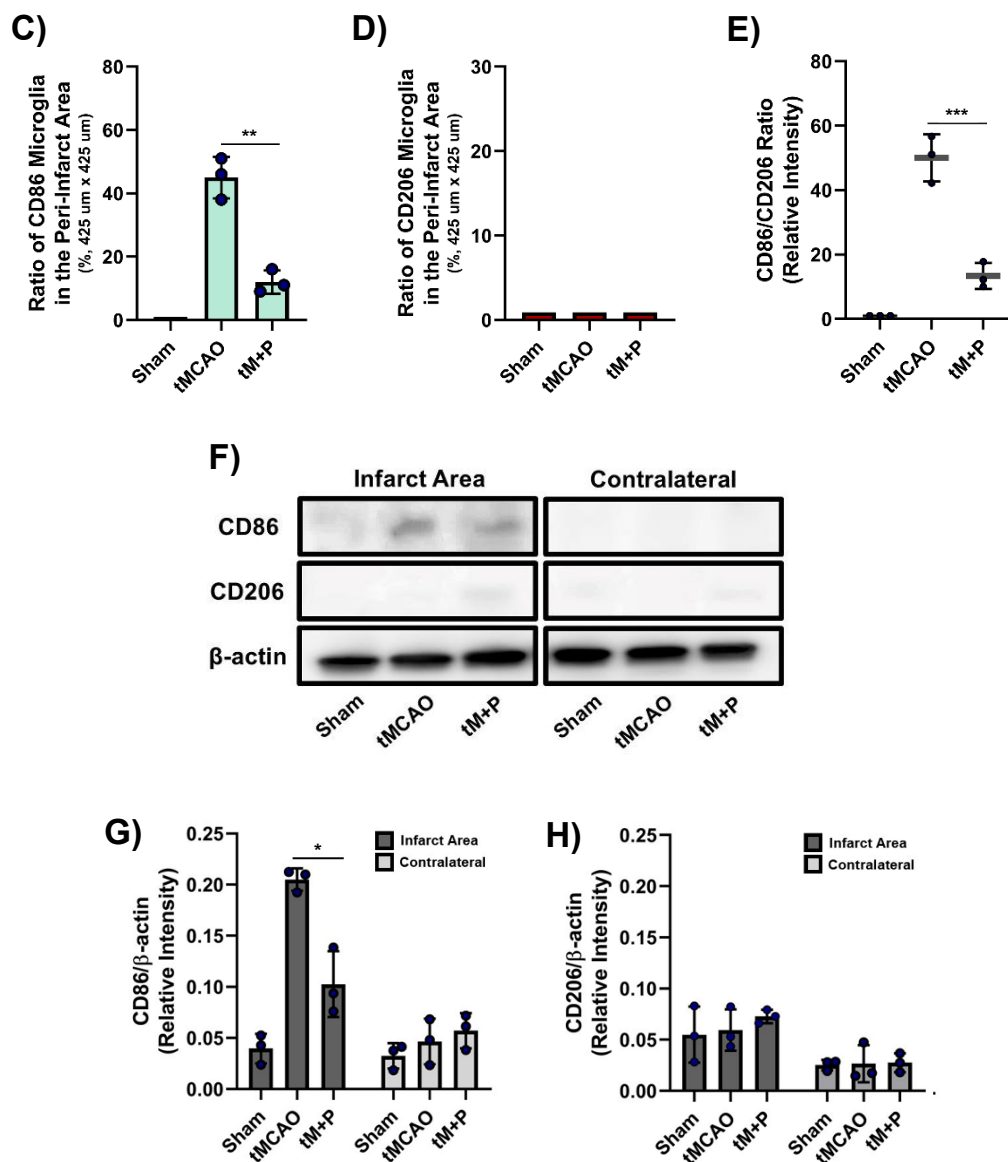 C)
Ratio of CD86 Microglia
in the Peri-Infarct Area
(%, 425 um x 425 um)
80
60
40
20
0
**
Sham
tMCAO
tM+P
D)
Ratio of CD206 Microglia
in the Peri-Infarct Area
(%, 425 um x 425 um)
30
20
10
0
Sham
tMCAO
tM+P
E)
CD86/CD206 Ratio
(Relative Intensity)
80
60
40
20
0
***
Sham
tMCAO
tM+P
F)
Infarct Area
Contralateral
CD86
CD206
β-actin
Sham
tMCAO
tM+P
Sham
tMCAO
tM+P
G)
CD86/β-actin
(Relative Intensity)
0.25
0.20
0.15
0.10
0.05
0.00
*
Infarct Area
Contralateral
Sham
tMCAO
tM+P
Sham
tMCAO
tM+P
H)
CD206/β-actin
(Relative Intensity)
0.25
0.20
0.15
0.10
0.05
0.00
Infarct Area
Contralateral
Sham
tMCAO
tM+P
Sham
tMCAO
tM+P
.